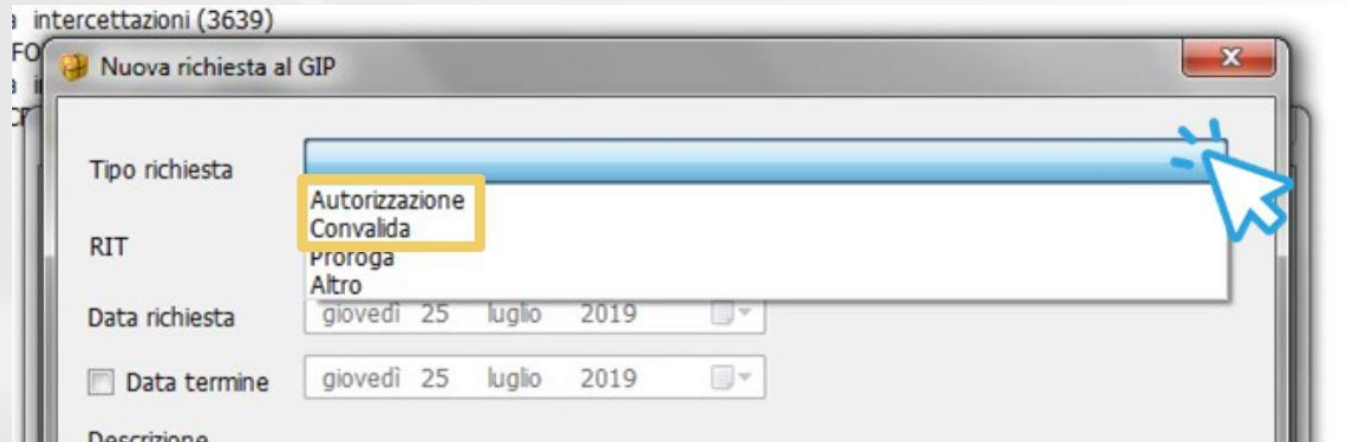 intercettazioni (3639)
FO
Nuova richiesta al GIP
Tipo richiesta
Autorizzazione
Convalida
Proroga
Altro
RIT
Data richiesta giovedì 25 luglio 2019
Data termine giovedì 25 luglio 2019
Descrizione